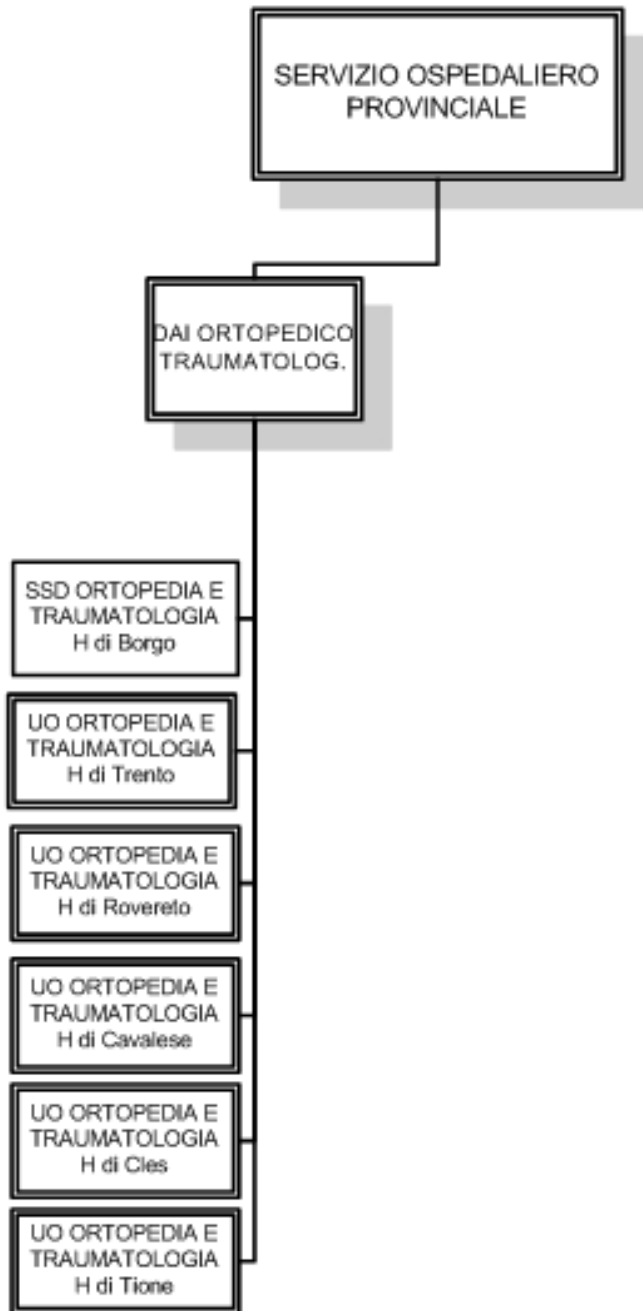 SERVIZIO OSPEDALIERO
PROVINCIALE
DAI ORTOPEDICO
TRAUMATOLOG.
SSD ORTOPEDIA E
TRAUMATOLOGIA
H di Borgo
UO ORTOPEDIA E
TRAUMATOLOGIA
H di Trento
UO ORTOPEDIA E
TRAUMATOLOGIA
H di Rovereto
UO ORTOPEDIA E
TRAUMATOLOGIA
H di Cavalese
UO ORTOPEDIA E
TRAUMATOLOGIA
H di Cles
UO ORTOPEDIA E
TRAUMATOLOGIA
H di Tione